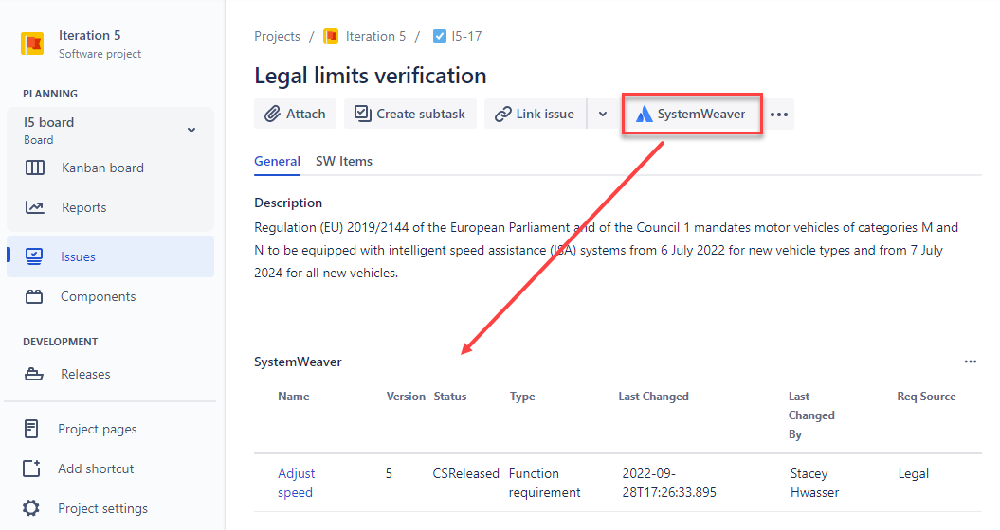 Iteration 5
Software project
PLANNING
I5 board
Board
Kanban board
Reports
Issues
Components
DEVELOPMENT
Releases
Project pages
Add shortcut
Project settings
Projects / Iteration 5 / I5-17
Legal limits verification
Attach Create subtask Link issue SystemWeaver
General SW Items
Description
Regulation (EU) 2019/2144 of the European Parliament and of the Council 1 mandates motor vehicles of categories M and
N to be equipped with intelligent speed assistance (ISA) systems from 6 July 2022 for new vehicle types and from 7 July
2024 for all new vehicles.
SystemWeaver
Name Version Status Type Last Changed Last Req Source
Changed
By
Adjust 5 CSReleased Function 2022-09- Stacey Legal
speed requirement 28T17:26:33.895 Hwasser